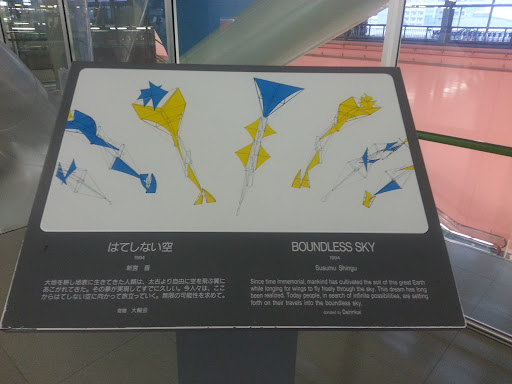 はてしない空
1994
新宮 晋
大地を耕し地表に生きてきた人類は、太古より自由に空を飛ぶ翼に
あこがれてきた。その夢が実現してすでに久しい。今人々は、ここ
からはてしない空に向かって旅立っていく。無限の可能性を求めて。
寄贈 大輪会
BOUNDLESS SKY
1994
Susumu Shingu
Since time immemorial, mankind has cultivated the soil of this great Earth
while longing for wings to fly freely through the sky. This dream has long
been realized. Today people, in search of infinite possibilities, are setting
forth on their travels into the boundless sky.
donated by Dairinkai